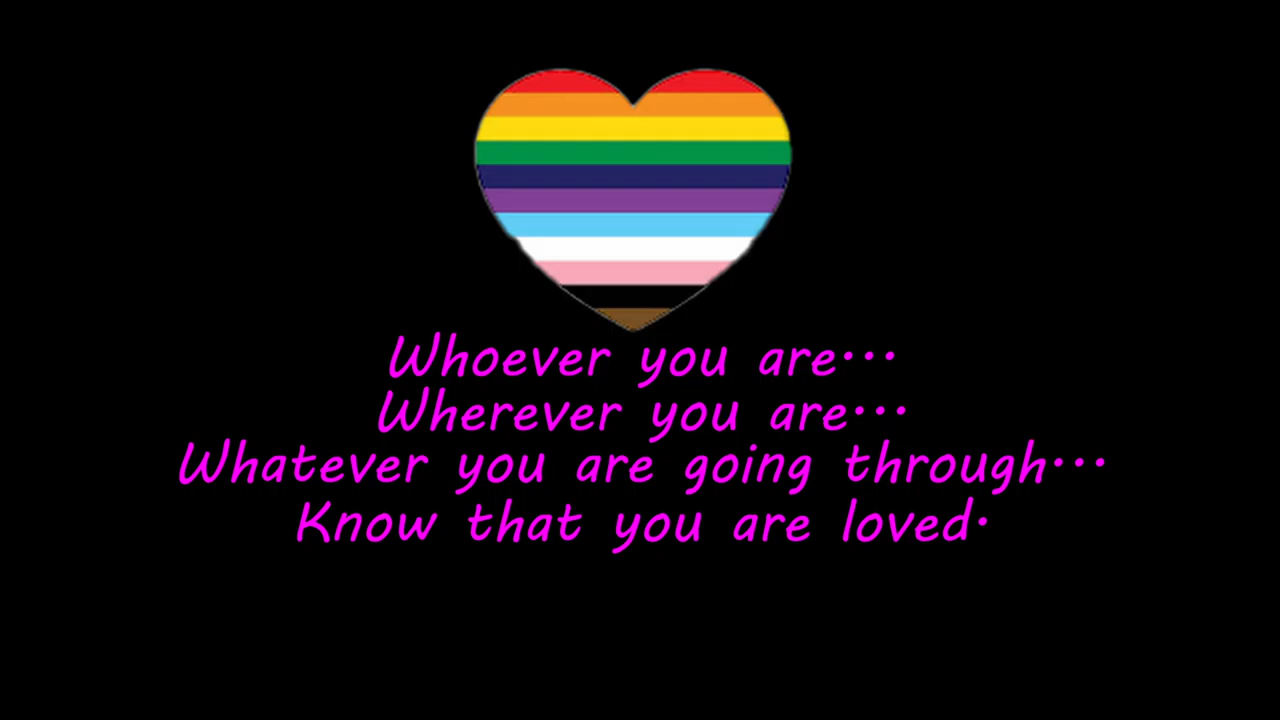 Whoever you are...
Wherever you are...
Whatever you are going through...
Know that you are loved.